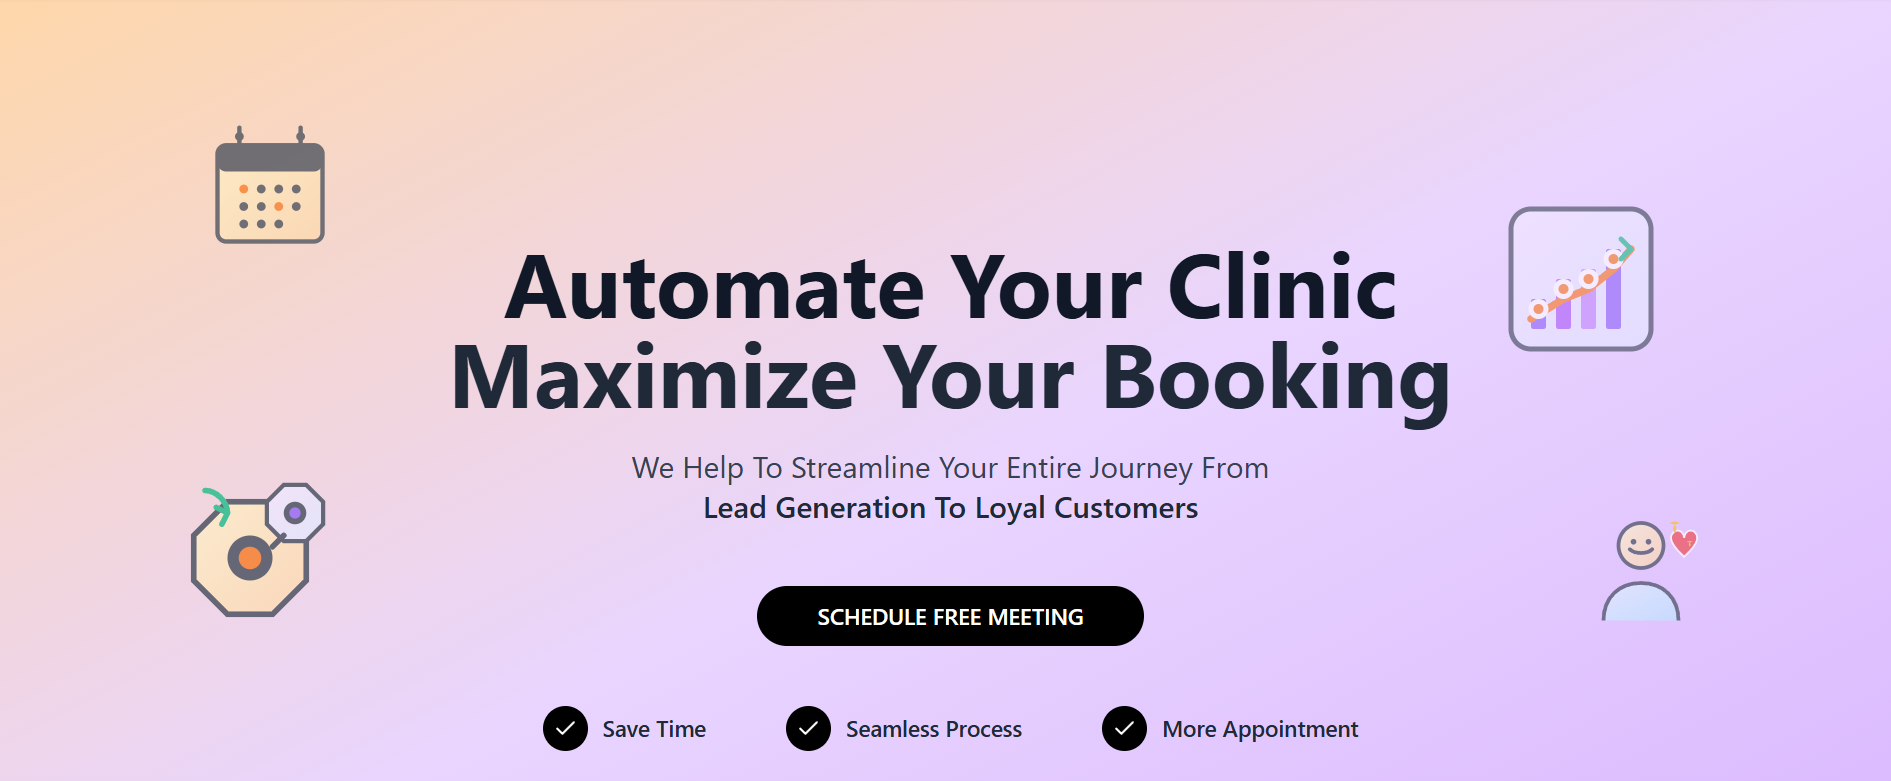 Automate Your Clinic
Maximize Your Booking
We Help To Streamline Your Entire Journey From
Lead Generation To Loyal Customers
SCHEDULE FREE MEETING
Save Time
Seamless Process
More Appointment